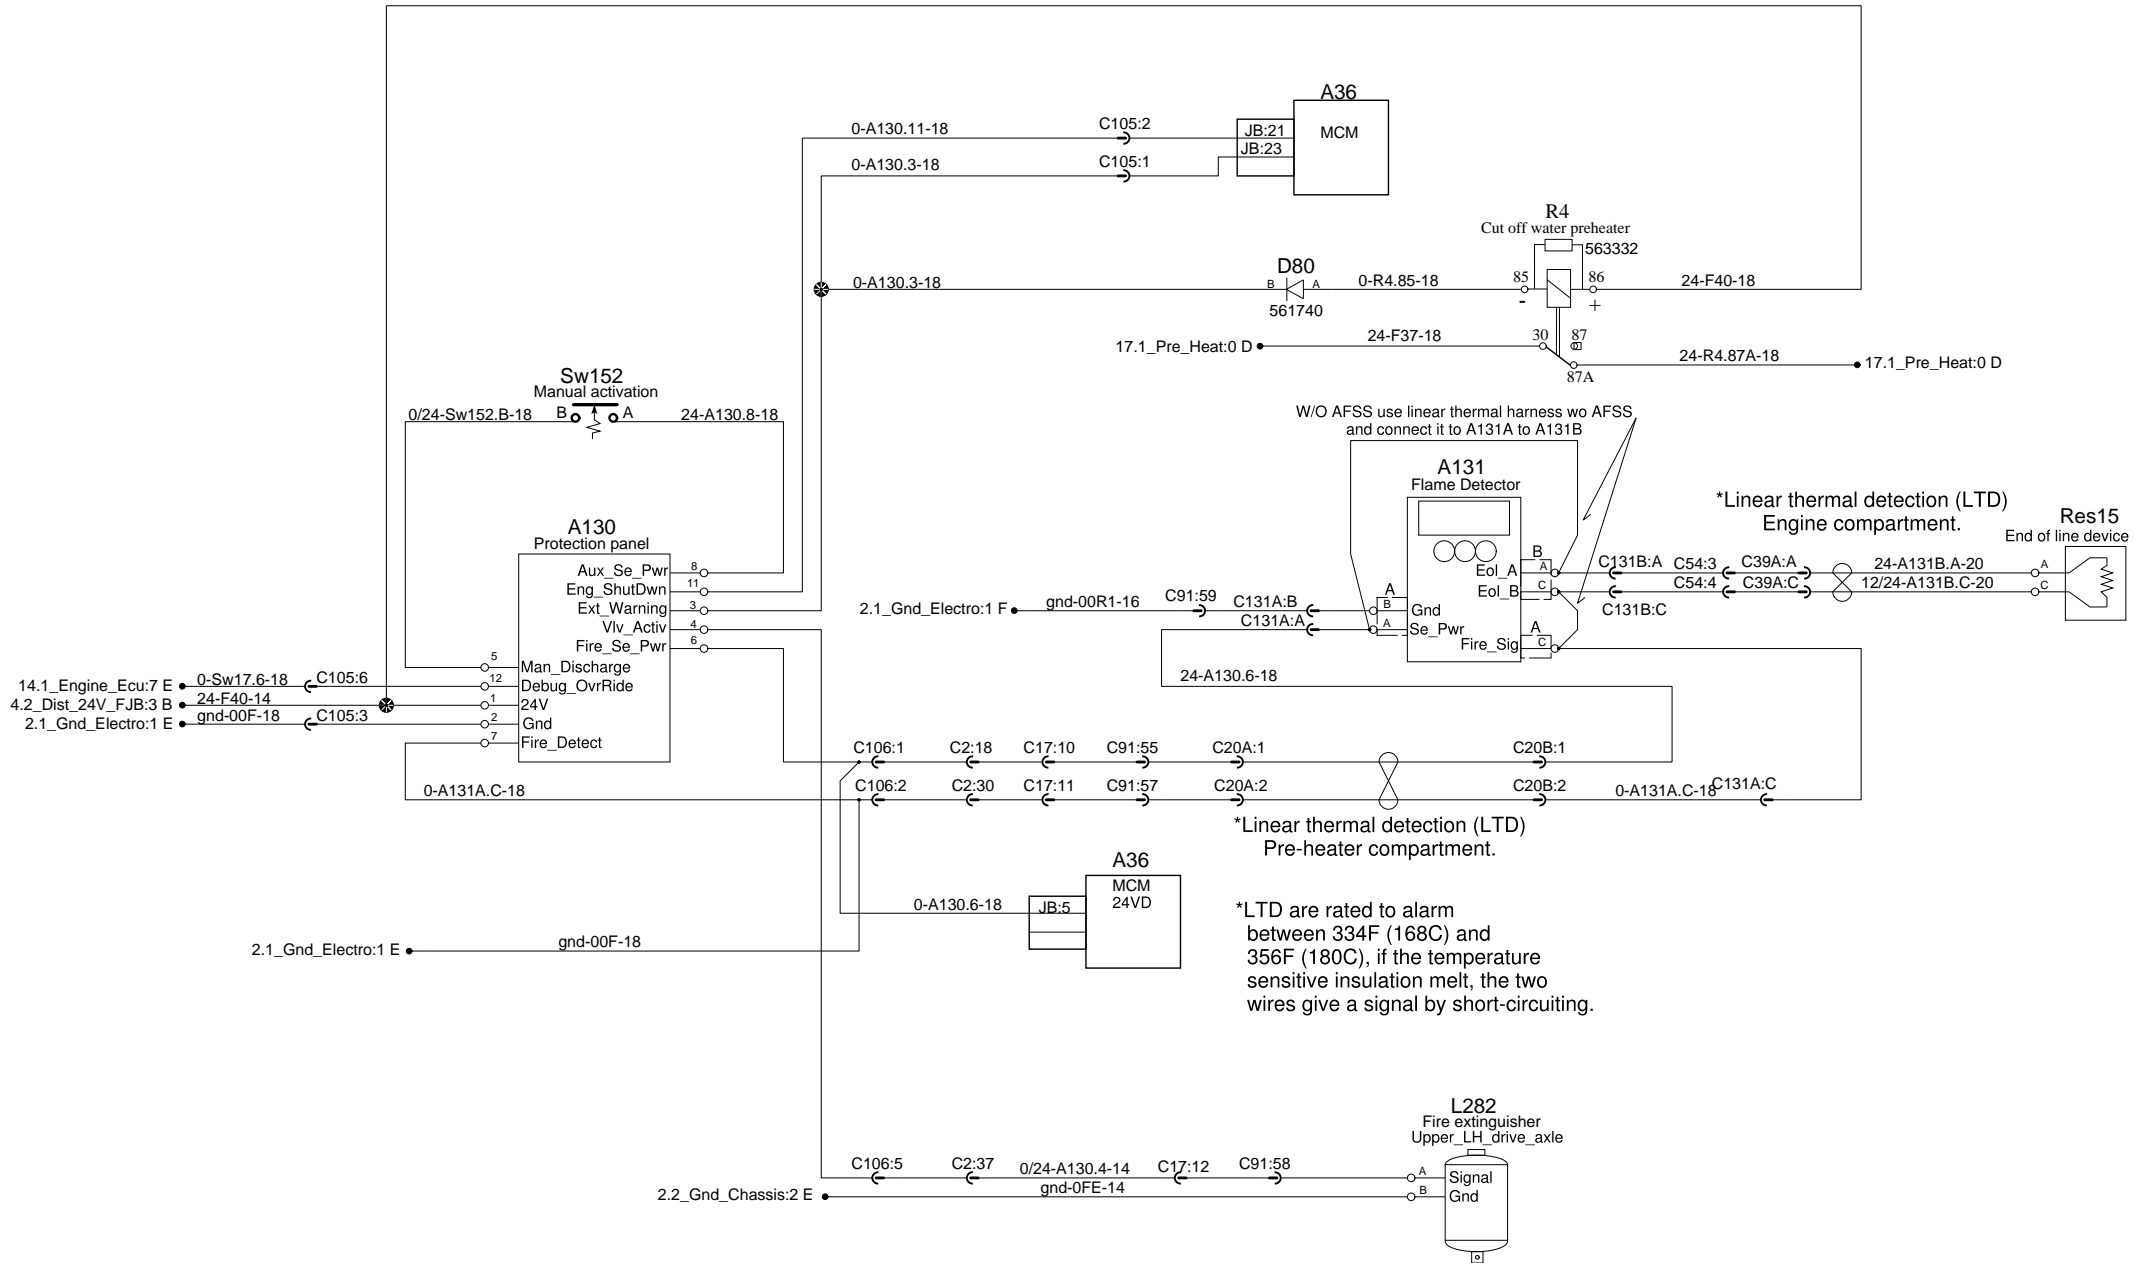 A36
MCM
JB:21
JB:23
0-A130.11-18
C105:2
0-A130.3-18
C105:1
R4
Cut off water preheater
563332
0-A130.3-18
B
D80
A
561740
0-R4.85-18
85
-
86
+
24-F40-18
17.1_Pre_Heat:0 D
24-F37-18
30
87
87A
24-R4.87A-18
17.1_Pre_Heat:0 D
Sw152
Manual activation
0/24-Sw152.B-18
B
A
24-A130.8-18
W/O AFSS use linear thermal harness wo AFSS
and connect it to A131A to A131B
A131
Flame Detector
B
Eol_A
A
Eol_B
C
A
B
Gnd
A
Se_Pwr
A
Fire_Sig
C
C131B:A
C54:3
C39A:A
24-A131B.A-20
C131B:C
C54:4
C39A:C
12/24-A131B.C-20
*Linear thermal detection (LTD)
Engine compartment.
Res15
End of line device
A
C
2.1_Gnd_Electro:1 F
gnd-00R1-16
C91:59
C131A:B
C131A:A
24-A130.6-18
A130
Protection panel
Aux_Se_Pwr
8
Eng_ShutDwn
11
Ext_Warning
3
Vlv_Activ
4
Fire_Se_Pwr
6
5
Man_Discharge
14.1_Engine_Ecu:7 E
0-Sw17.6-18
C105:6
12
Debug_OvrRide
4.2_Dist_24V_FJB:3 B
24-F40-14
1
24V
2.1_Gnd_Electro:1 E
gnd-00F-18
C105:3
2
Gnd
7
Fire_Detect
C106:1
C2:18
C17:10
C91:55
C20A:1
C20B:1
0-A131A.C-18
C106:2
C2:30
C17:11
C91:57
C20A:2
C20B:2
0-A131A.C-18
C131A:C
*Linear thermal detection (LTD)
Pre-heater compartment.
A36
MCM
24VD
0-A130.6-18
JB:5
2.1_Gnd_Electro:1 E
gnd-00F-18
*LTD are rated to alarm
between 334F (168C) and
356F (180C), if the temperature
sensitive insulation melt, the two
wires give a signal by short-circuiting.
L282
Fire extinguisher
Upper_LH_drive_axle
C106:5
C2:37
0/24-A130.4-14
C17:12
C91:58
A
Signal
2.2_Gnd_Chassis:2 E
gnd-0FE-14
B
Gnd